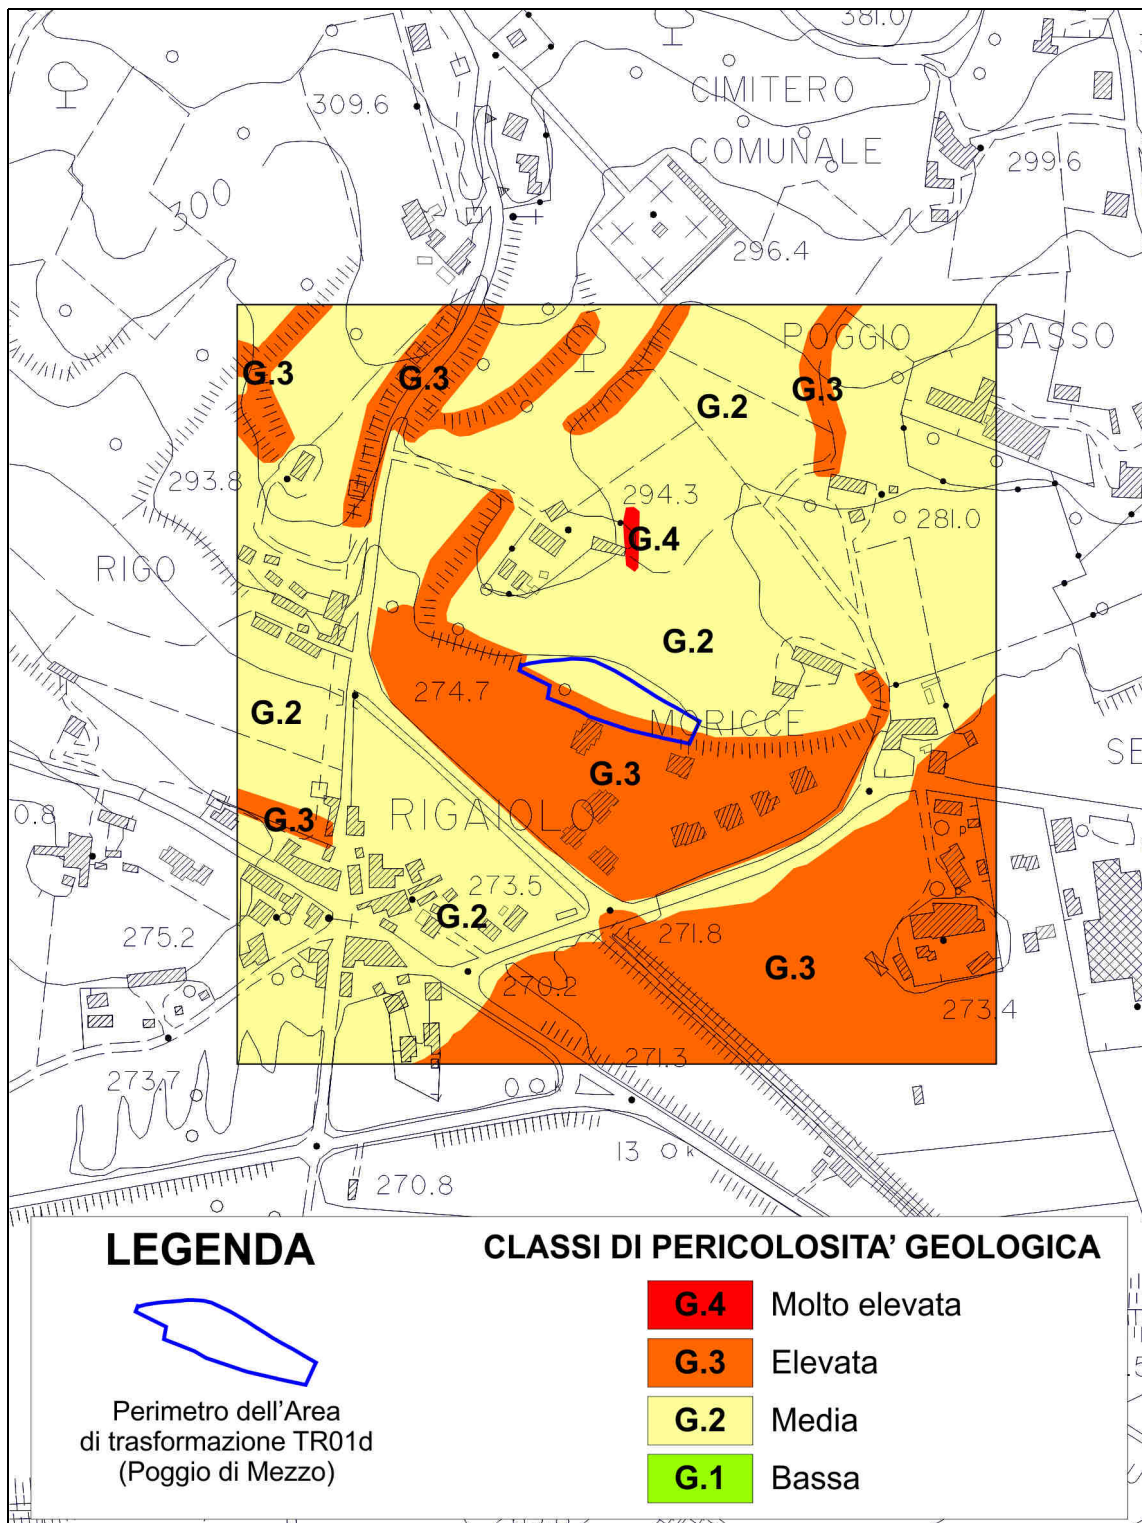 381.0
309.6
CIMITERO
COMUNALE
299.6
300
296.4
POGGIO BASSO
G.3
G.3
G.3
G.2
293.8
294.3
281.0
G.4
RIGO
G.2
274.7
G.2
MORICCE
SE
G.3
G.3
RIGAIOLO
0.8
273.5
G.2
275.2
271.8
G.3
270.2
273.4
271.3
273.7
0 k
13 k
270.8
LEGENDA
Perimetro dell'Area
di trasformazione TR01d
(Poggio di Mezzo)
CLASSI DI PERICOLOSITA' GEOLOGICA
G.4 Molto elevata
G.3 Elevata
G.2 Media
G.1 Bassa
.5